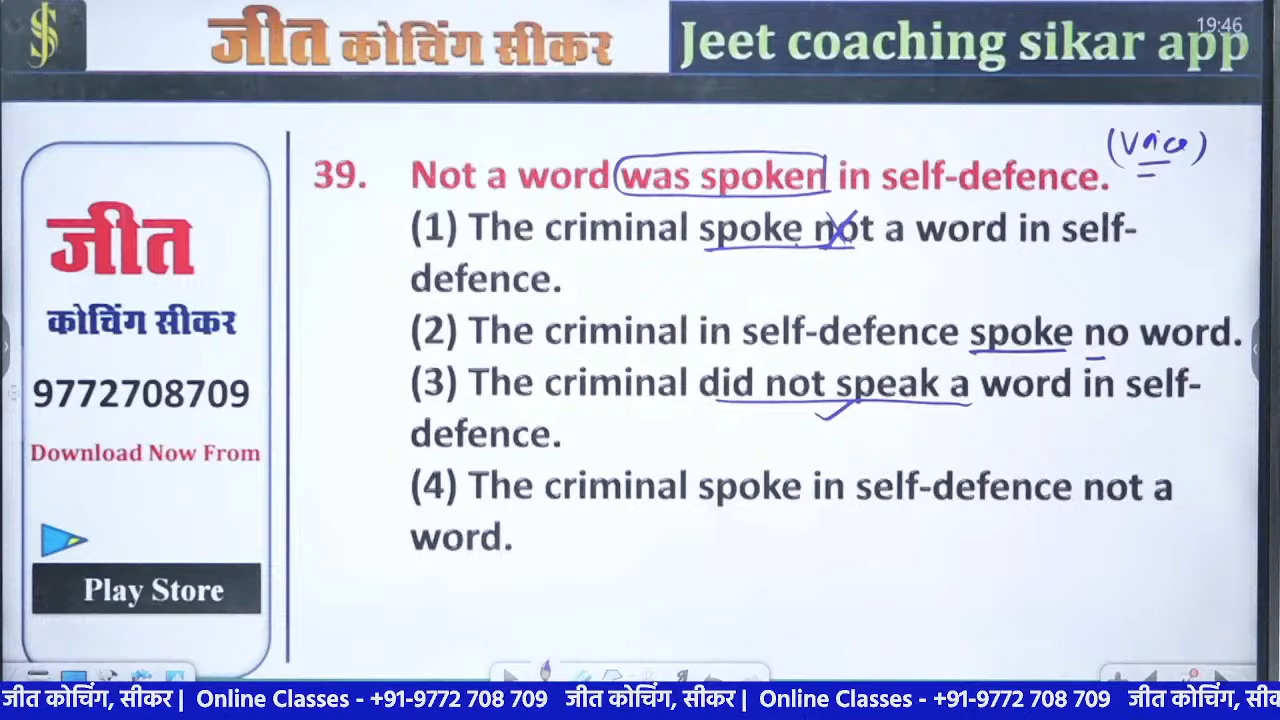 जीत कोचिंग सीकर
Jeet coaching sikar app
19:46
(Voice)
39. Not a word was spoken in self-defence.
(1) The criminal spoke not a word in self-
defence.
(2) The criminal in self-defence spoke no word.
(3) The criminal did not speak a word in self-
defence.
(4) The criminal spoke in self-defence not a
word.
जीत
कोचिंग सीकर
9772708709
Download Now From
Play Store
जीत कोचिंग, सीकर | Online Classes - +91-9772 708 709 जीत कोचिंग, सीकर | Online Classes - +91-9772 708 709 जीत कोचिंग, सीक